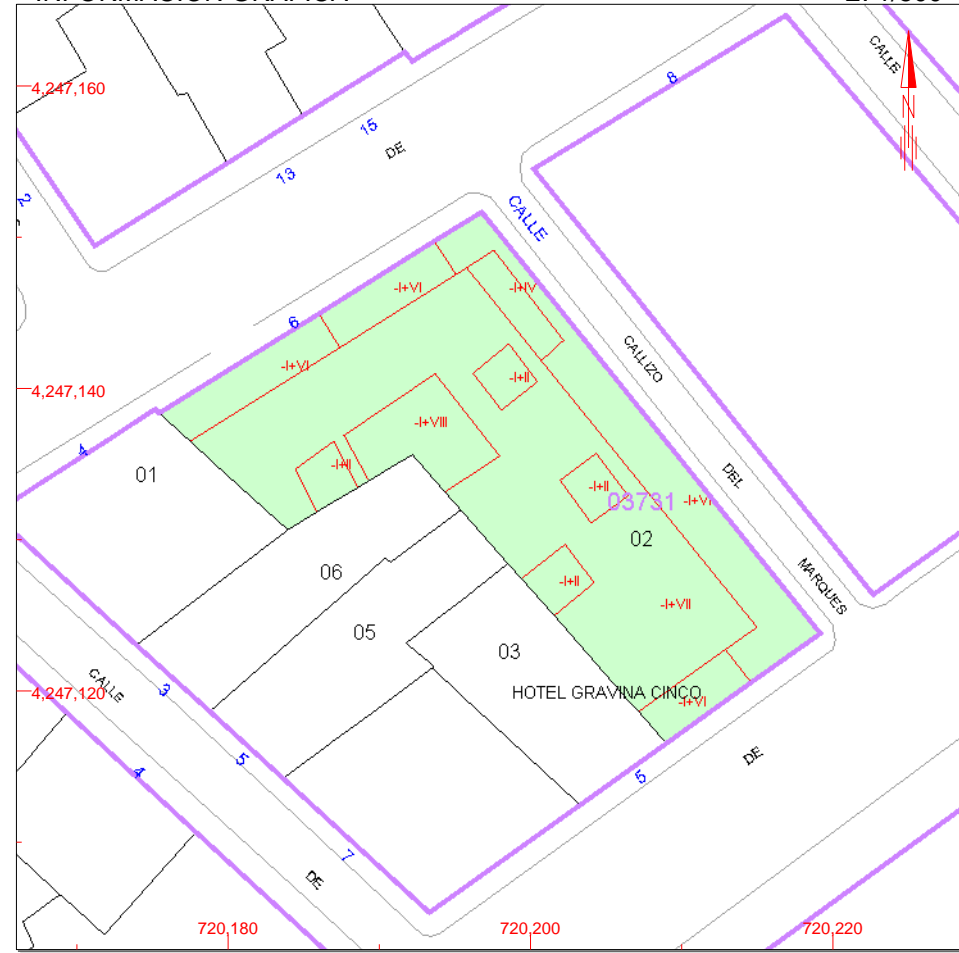 CALLE
8
4,247,160
N
15
DE
13
2
CALLE
-I+VI
-I+IV
6
CALLIZO
-I+VI
-I+II
4,247,140
-I+VIII
4
-I+II
01
DEL
-I+II
03731
-I+VI
02
06
-I+II
MARQUES
-I+VII
05
03
CALLE
3
4,247,120
HOTEL GRAVINA CINCO
-I+VI
5
DE
4
5
7
DE
720,180
720,200
720,220